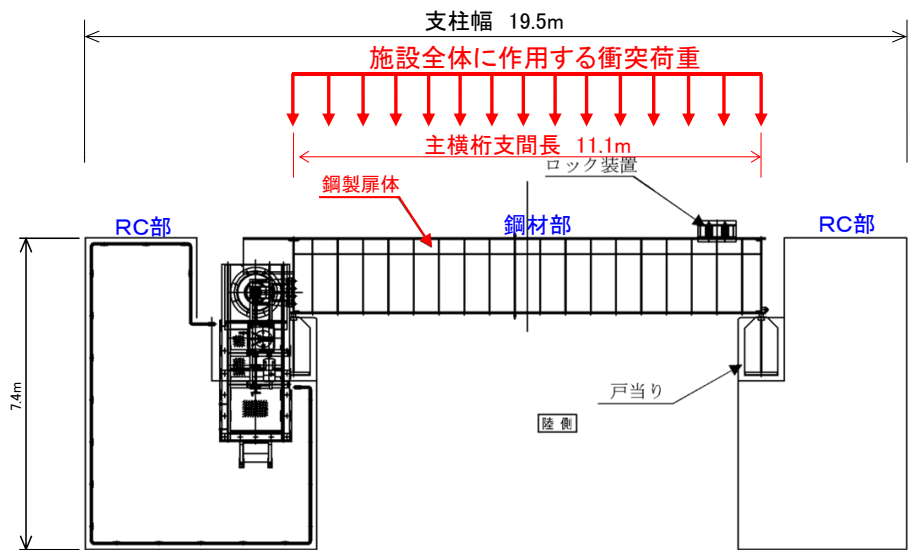 支柱幅 19.5m
施設全体に作用する衝突荷重
主横桁支間長 11.1m
ロック装置
鋼製扉体
RC部
鋼材部
RC部
7.4m
戸当り
陸側